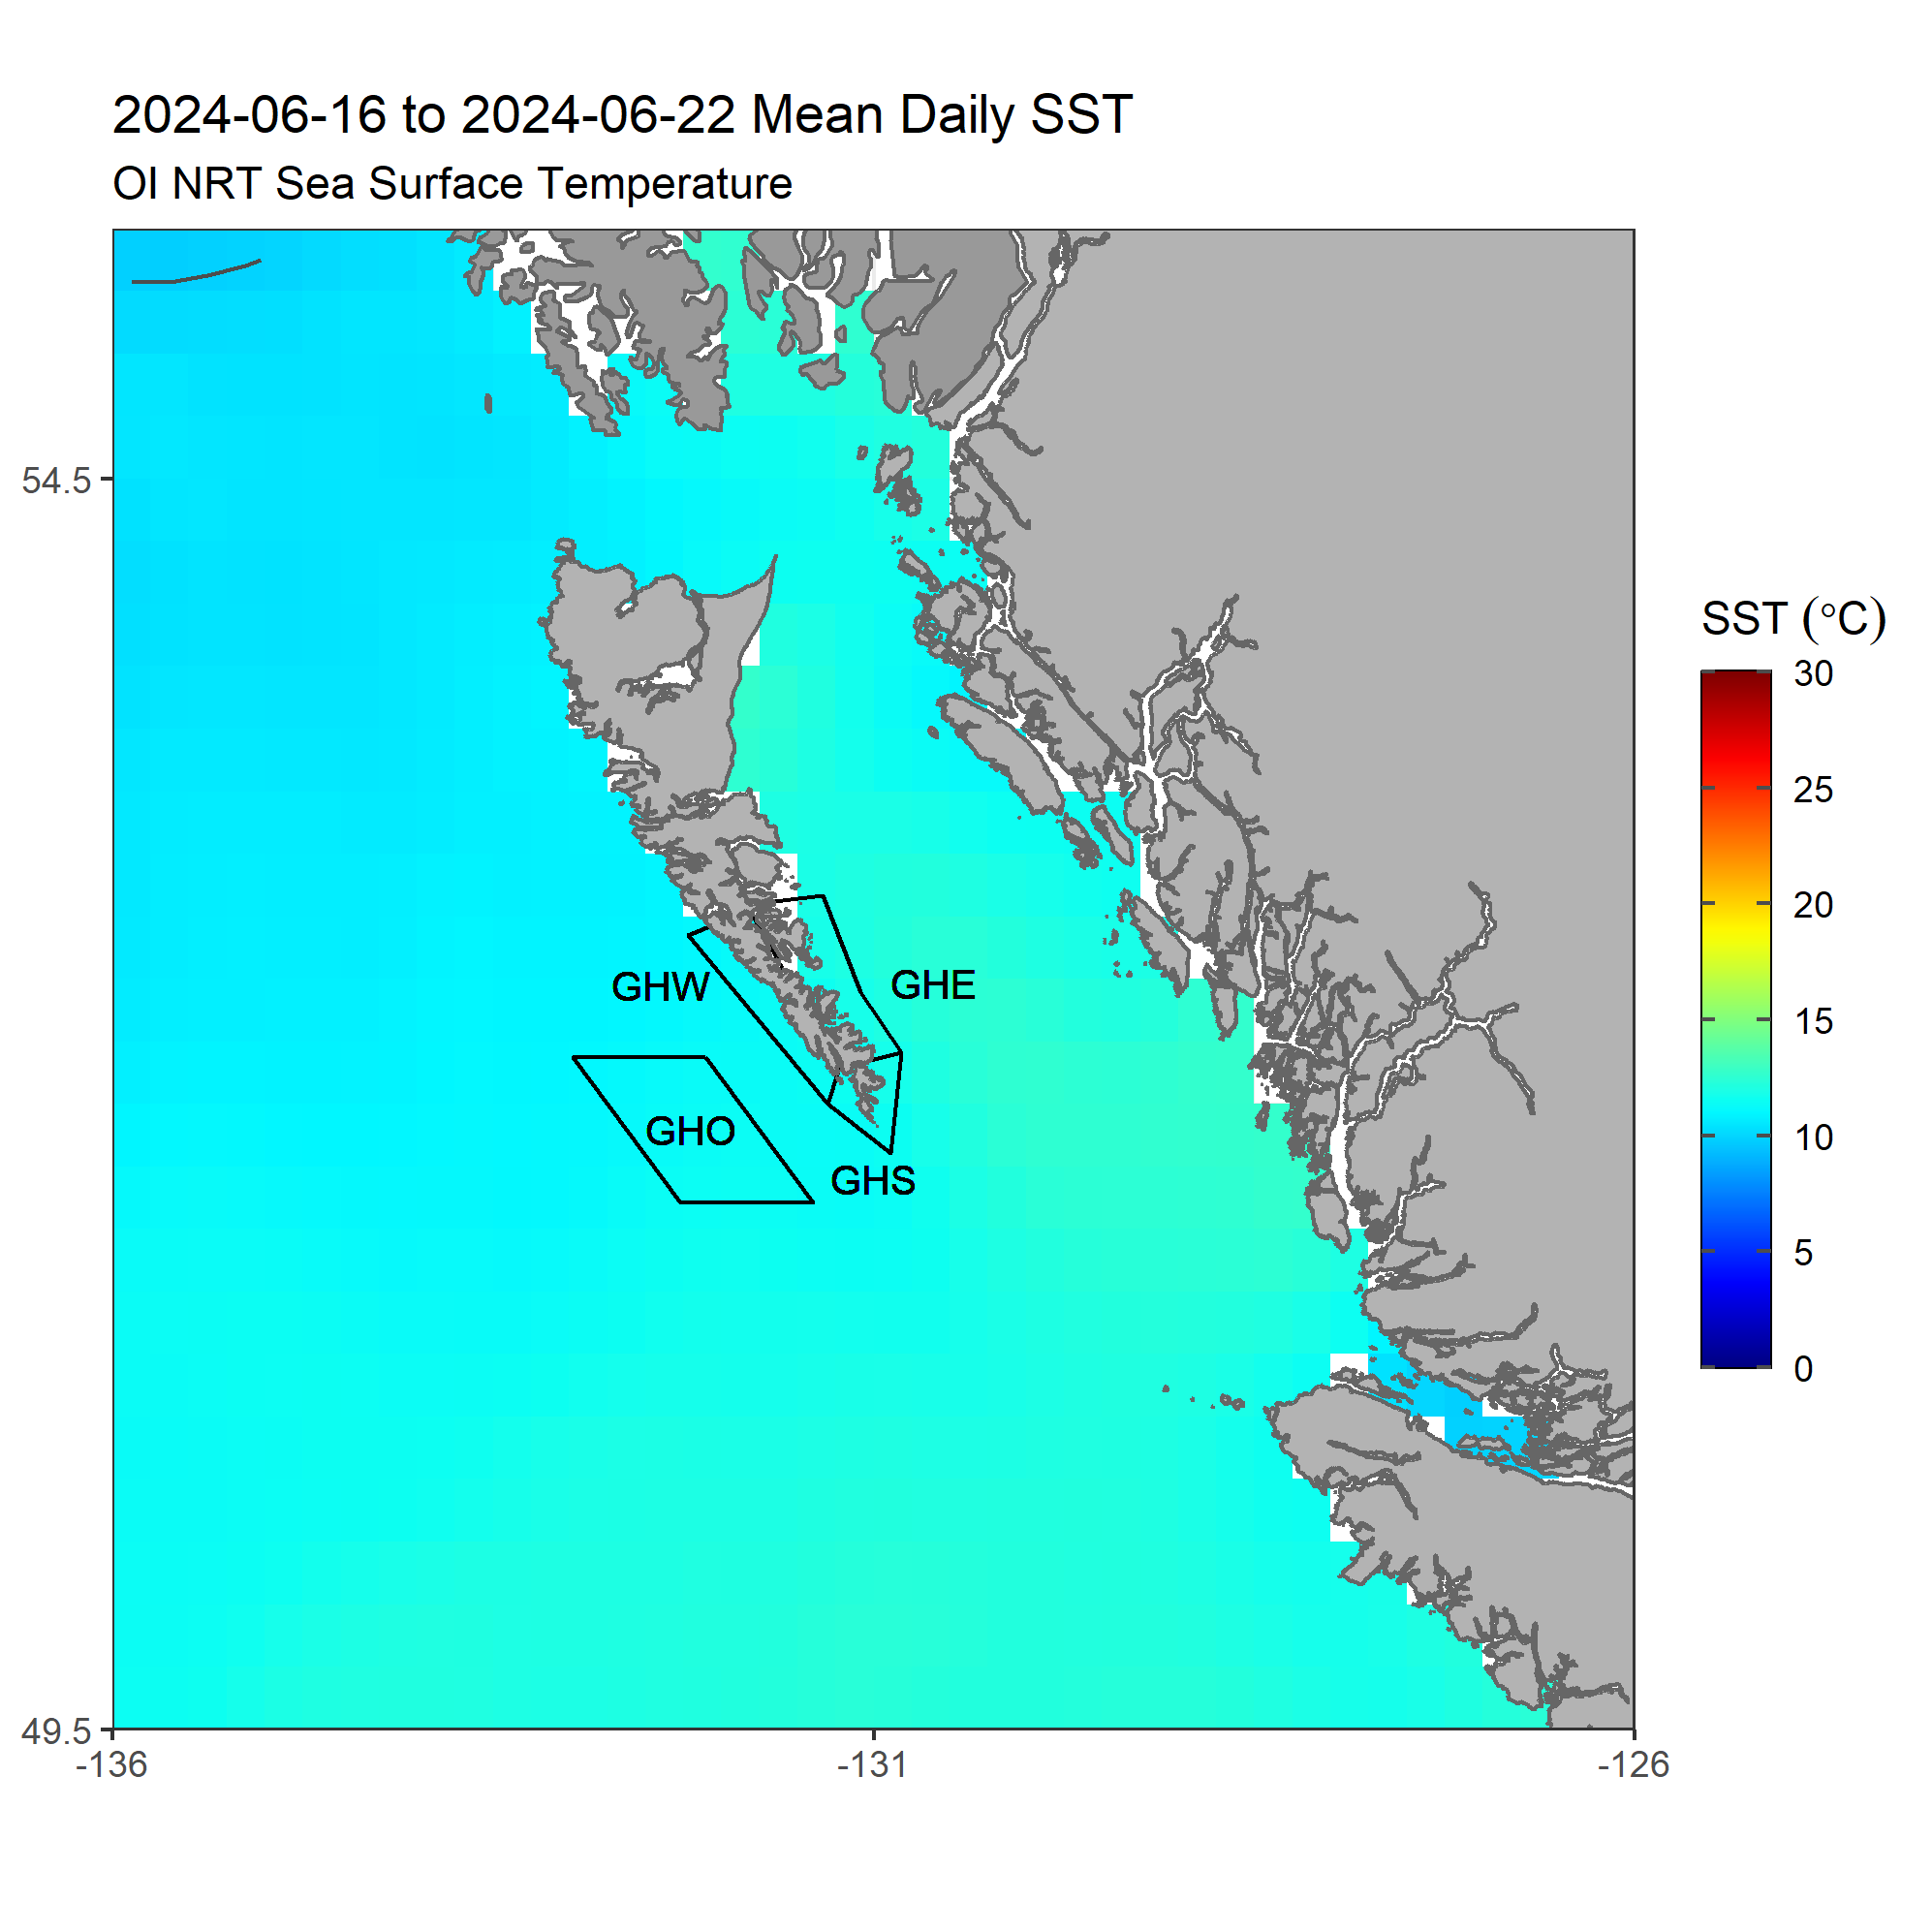 2024-06-16 to 2024-06-22 Mean Daily SST
OI NRT Sea Surface Temperature
54.5
49.5
-136
-131
-126
GHW
GHE
GHO
GHS
SST (°C)
30
25
20
15
10
5
0